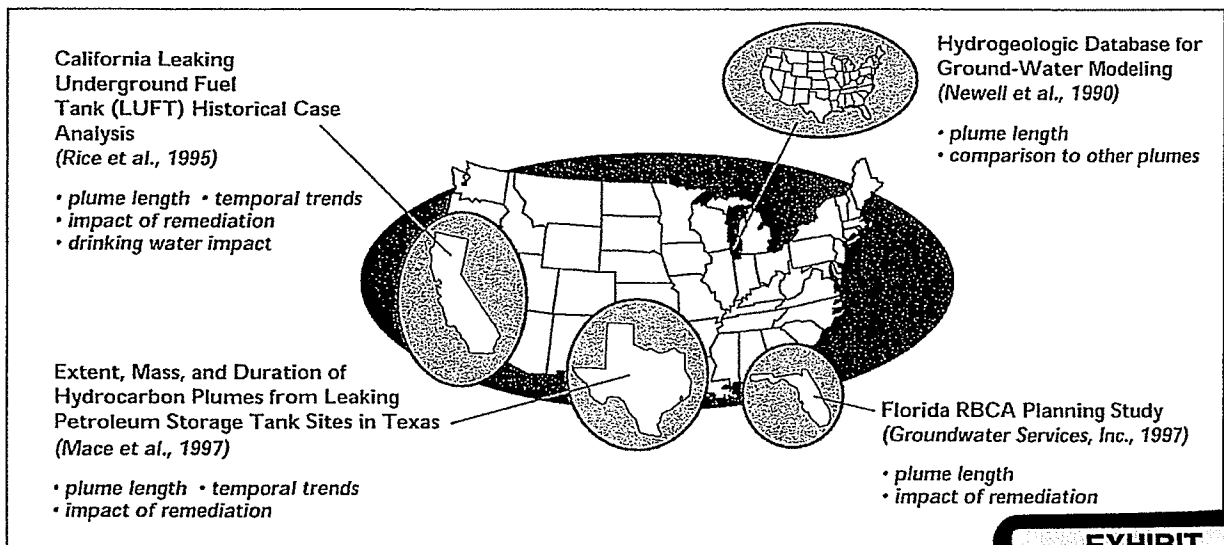 California Leaking
Underground Fuel
Tank (LUFT) Historical Case
Analysis
(Rice et al., 1995)
• plume length • temporal trends
• impact of remediation
• drinking water impact
Hydrogeologic Database for
Ground-Water Modeling
(Newell et al., 1990)
• plume length
• comparison to other plumes
Extent, Mass, and Duration of
Hydrocarbon Plumes from Leaking
Petroleum Storage Tank Sites in Texas
(Mace et al., 1997)
• plume length • temporal trends
• impact of remediation
Florida RBCA Planning Study
(Groundwater Services, Inc., 1997)
• plume length
• impact of remediation
EXHIBIT